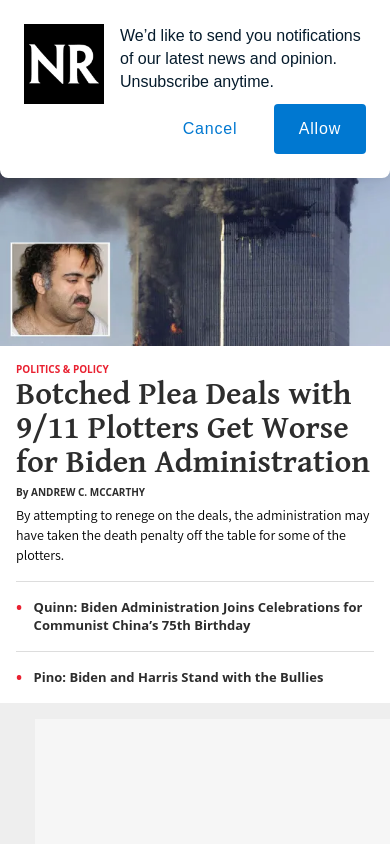 NR
We’d like to send you notifications
of our latest news and opinion.
Unsubscribe anytime.
Cancel
Allow
POLITICS & POLICY
Botched Plea Deals with
9/11 Plotters Get Worse
for Biden Administration
By ANDREW C. MCCARTHY
By attempting to renege on the deals, the administration may
have taken the death penalty off the table for some of the
plotters.
• Quinn: Biden Administration Joins Celebrations for
Communist China’s 75th Birthday
• Pino: Biden and Harris Stand with the Bullies